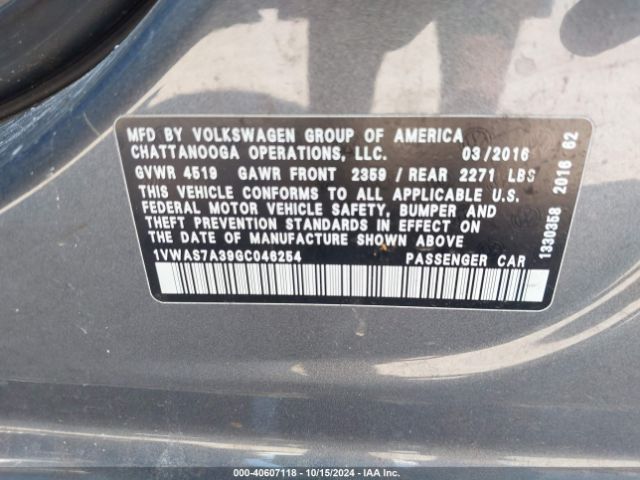 MFD BY VOLKSWAGEN GROUP OF AMERICA
CHATTANOOGA OPERATIONS, LLC. 03/2016
GVWR 4519 GAWR FRONT 2359 / REAR 2271 LBS
THIS VEHICLE CONFORMS TO ALL APPLICABLE U.S.
FEDERAL MOTOR VEHICLE SAFETY, BUMPER AND
THEFT PREVENTION STANDARDS IN EFFECT ON
THE DATE OF MANUFACTURE SHOWN ABOVE
1VWAS7A39GC046254 PASSENGER CAR
1330358 2016 62
00-40607118 - 10/15/2024 - IAA Inc.